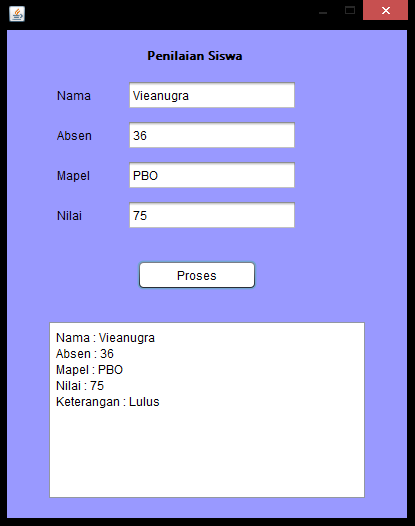 Penilaian Siswa
Nama Vieanugra
Absen 36
Mapel PBO
Nilai 75
Proses
Nama : Vieanugra
Absen : 36
Mapel : PBO
Nilai : 75
Keterangan : Lulus